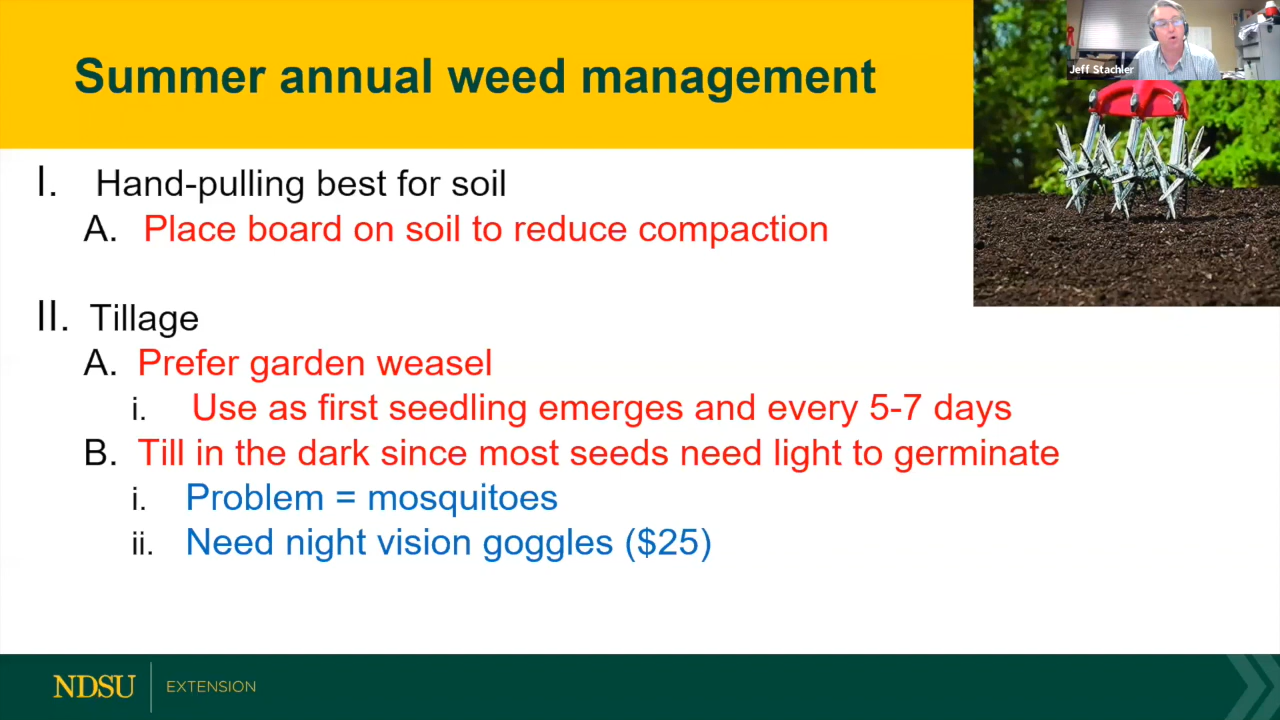 Summer annual weed management
Jeff Stachler
I. Hand-pulling best for soil
A. Place board on soil to reduce compaction
II. Tillage
A. Prefer garden weasel
i. Use as first seedling emerges and every 5-7 days
B. Till in the dark since most seeds need light to germinate
i. Problem = mosquitoes
ii. Need night vision goggles ($25)
NDSU EXTENSION